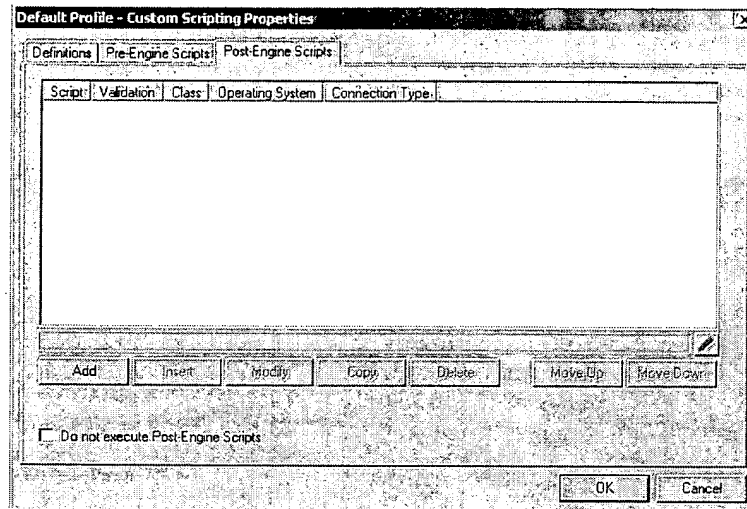 Default Profile - Custom Scripting Properties
Definitions Pre-Engine Scripts Post-Engine Scripts
Script Validation Class Operating System Connection Type
Add Insert Modify Copy Delete Move Up Move Down
Do not execute Post-Engine Scripts
OK Cancel